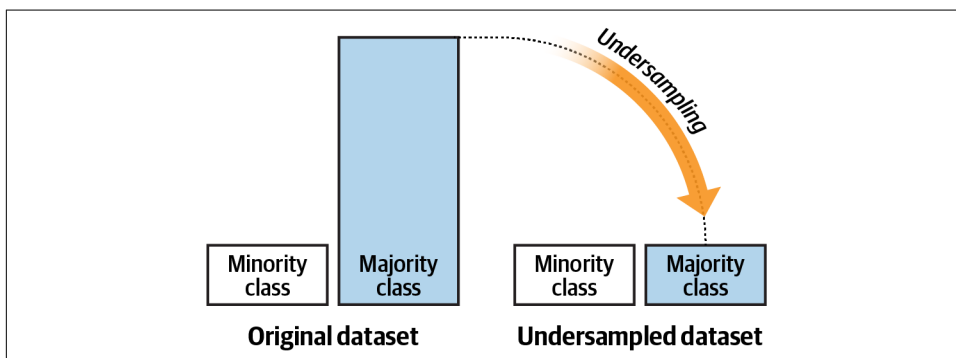 Undersampling
Minority
class
Majority
class
Minority
class
Majority
class
Original dataset
Undersampled dataset